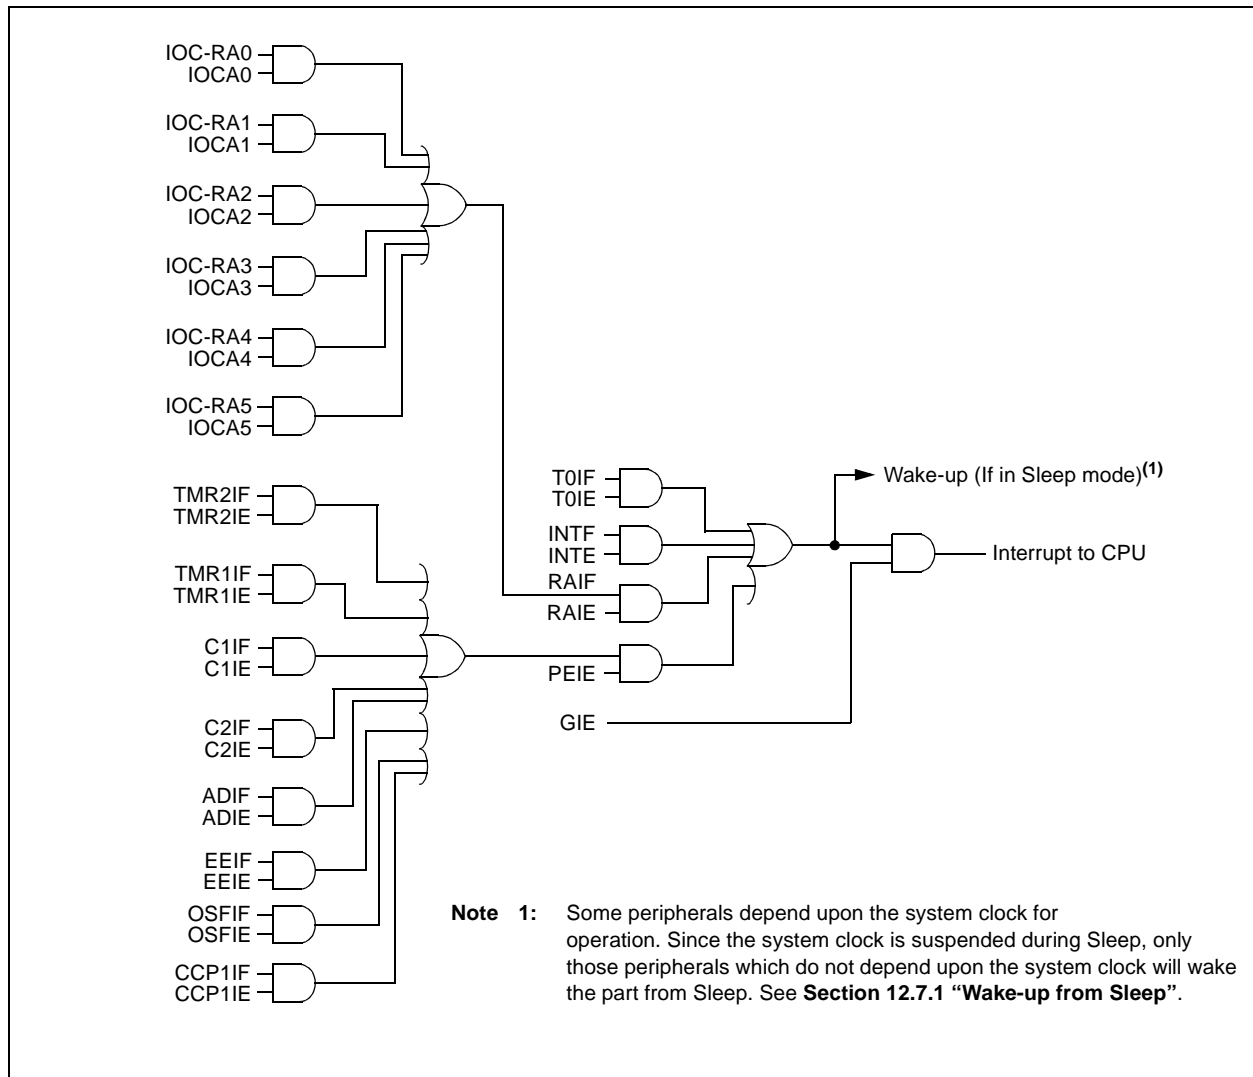 IOC-RA0
IOCA0
IOC-RA1
IOCA1
IOC-RA2
IOCA2
IOC-RA3
IOCA3
IOC-RA4
IOCA4
IOC-RA5
IOCA5
TMR2IF
TMR2IE
TMR1IF
TMR1IE
C1IF
C1IE
C2IF
C2IE
ADIF
ADIE
EEIF
EEIE
OSFIF
OSFIE
CCP1IF
CCP1IE
T0IF
T0IE
INTF
INTE
RAIF
RAIE
PEIE
GIE
Wake-up (If in Sleep mode)(1)
Interrupt to CPU
Note 1: Some peripherals depend upon the system clock for
operation. Since the system clock is suspended during Sleep, only
those peripherals which do not depend upon the system clock will wake
the part from Sleep. See Section 12.7.1 “Wake-up from Sleep”.